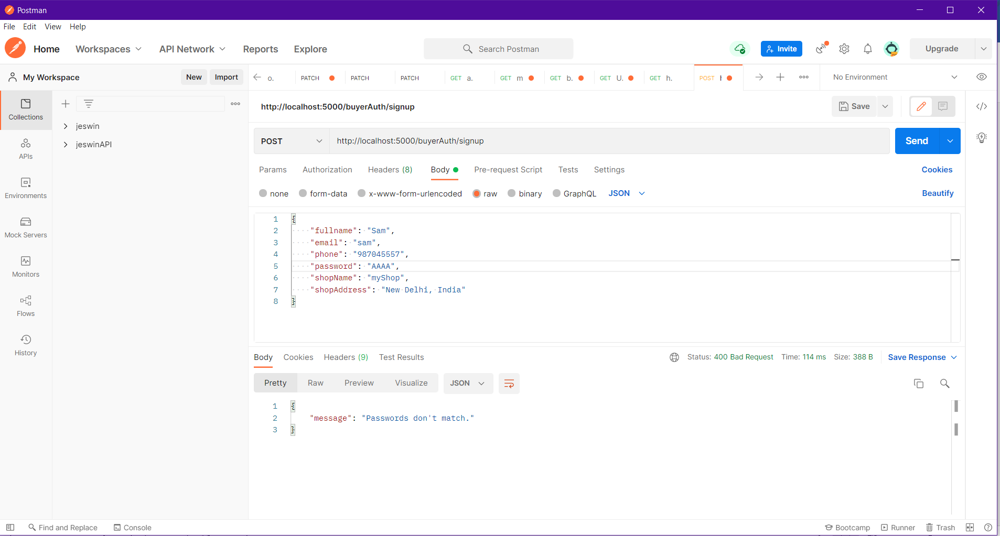 Postman
File Edit View Help
Home Workspaces API Network Reports Explore Search Postman Invite Upgrade
My Workspace New Import
o. PATCH PATCH PATCH GET a. GET m GET b. GET U. GET h. POST No Environment
http://localhost:5000/buyerAuth/signup Save
Collections
APIs
Environments
Mock Servers
Monitors
Flows
History
jeswin
jeswinAPI
POST http://localhost:5000/buyerAuth/signup Send
Params Authorization Headers (8) Body Pre-request Script Tests Settings Cookies
none form-data x-www-form-urlencoded raw binary GraphQL JSON Beautify
1 {
2 "fullname": "Sam",
3 "email": "sam",
4 "phone": "987045557",
5 "password": "AAAA",
6 "shopName": "myShop",
7 "shopAddress": "New Delhi, India"
8 }
Body Cookies Headers (9) Test Results Status: 400 Bad Request Time: 114 ms Size: 388 B Save Response
Pretty Raw Preview Visualize JSON
1 {
2 "message": "Passwords don't match."
3 }
Find and Replace Console Bootcamp Runner Trash